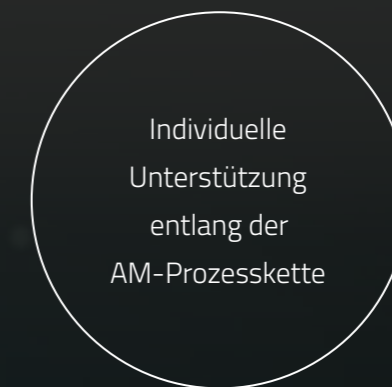 Individuelle
Unterstützung
entlang der
AM-Prozesskette